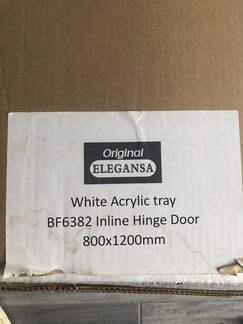 Original
ELEGANSA
White Acrylic tray
BF6382 Inline Hinge Door
800x1200mm